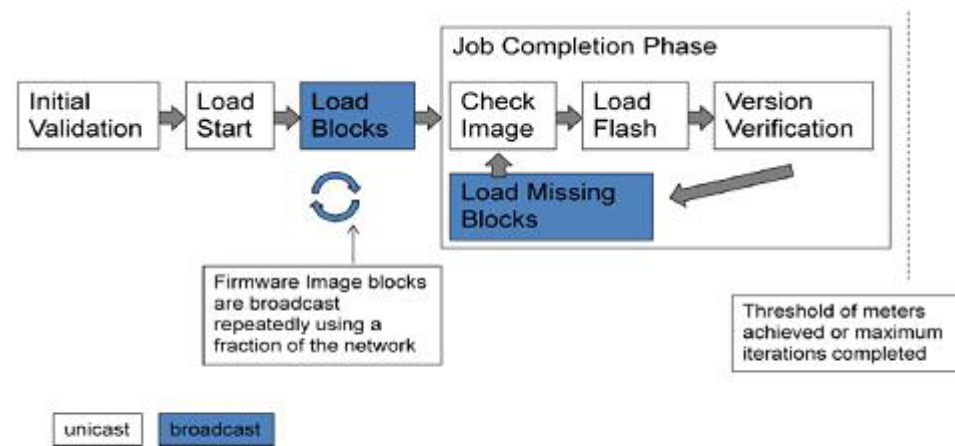 Job Completion Phase
Initial
Validation
Load
Start
Load
Blocks
Check
Image
Load
Flash
Version
Verification
Load Missing
Blocks
Firmware Image blocks
are broadcast
repeatedly using a
fraction of the network
Threshold of meters
achieved or maximum
iterations completed
unicast
broadcast